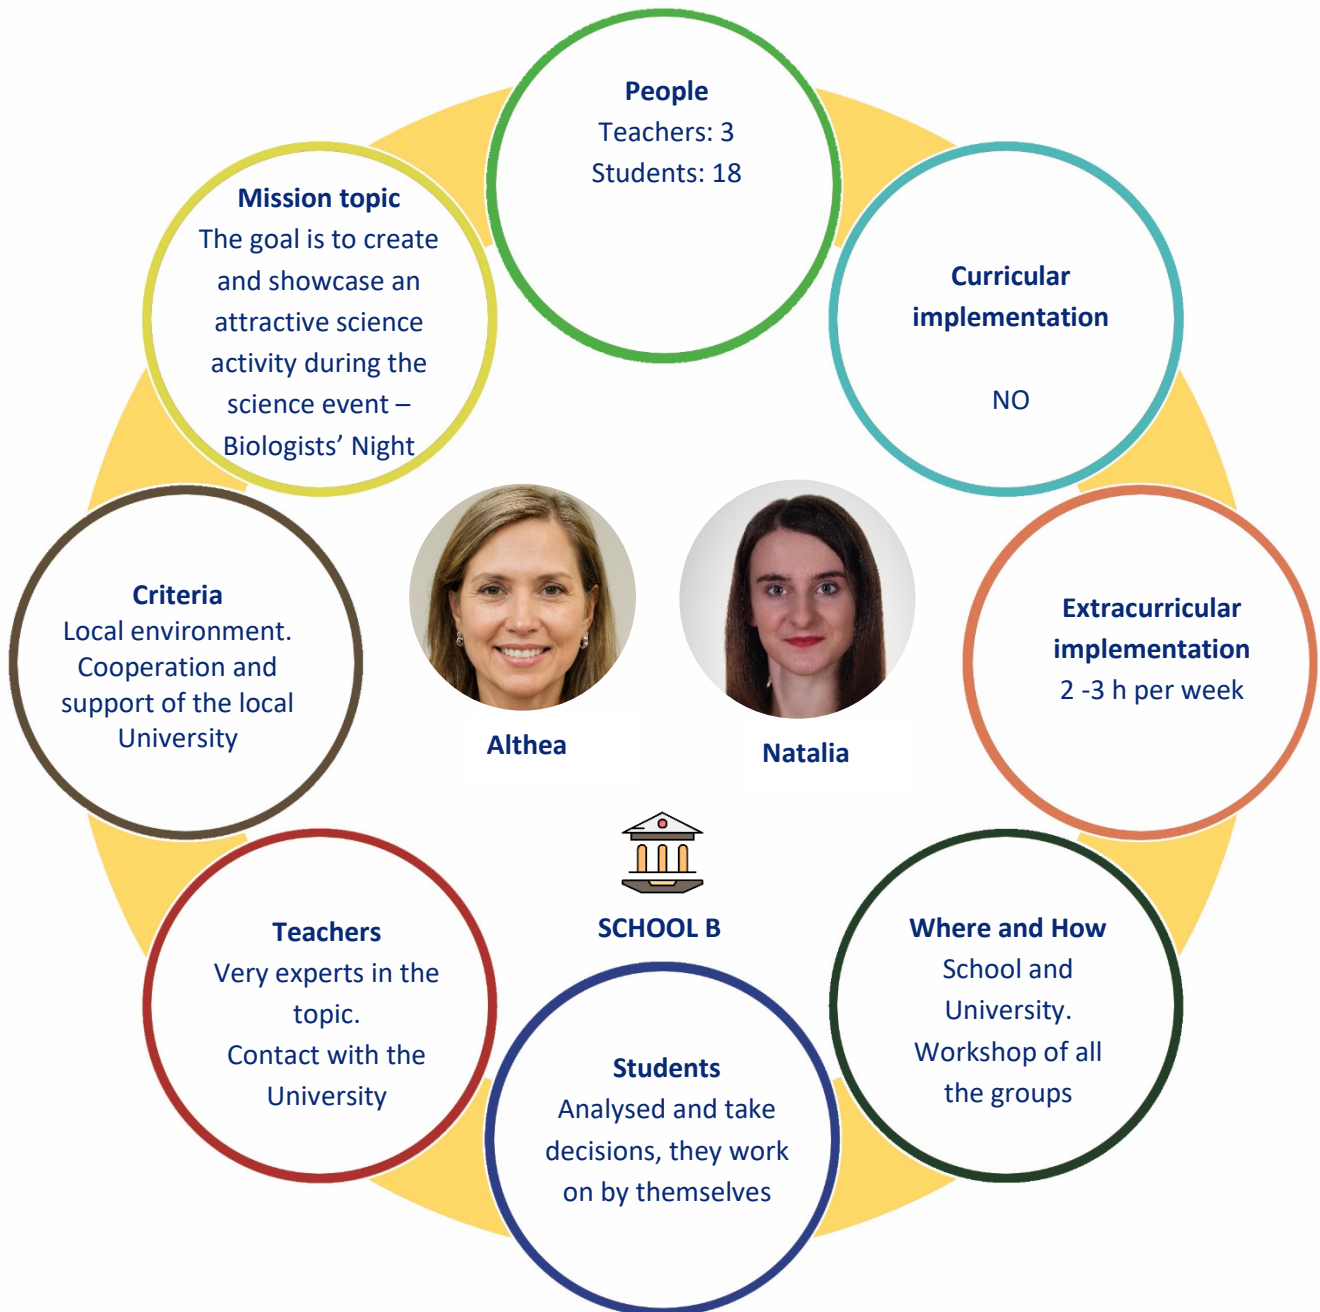 People
Teachers: 3
Students: 18
Mission topic
The goal is to create
and showcase an
attractive science
activity during the
science event –
Biologists’ Night
Curricular
implementation
NO
Criteria
Local environment.
Cooperation and
support of the local
University
Althea
Natalia
Extracurricular
implementation
2 -3 h per week
SCHOOL B
Teachers
Very experts in the
topic.
Contact with the
University
Students
Analysed and take
decisions, they work
on by themselves
Where and How
School and
University.
Workshop of all
the groups